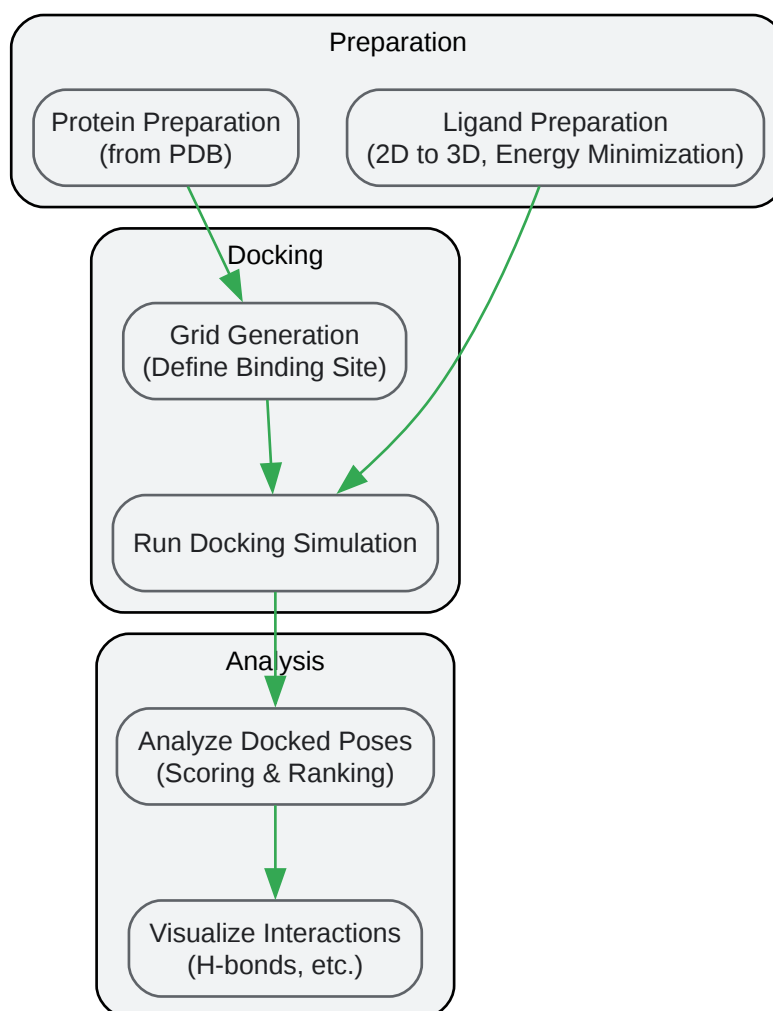 Preparation
Protein Preparation
(from PDB)
Ligand Preparation
(2D to 3D, Energy Minimization)
Docking
Grid Generation
(Define Binding Site)
Run Docking Simulation
Analysis
Analyze Docked Poses
(Scoring & Ranking)
Visualize Interactions
(H-bonds, etc.)